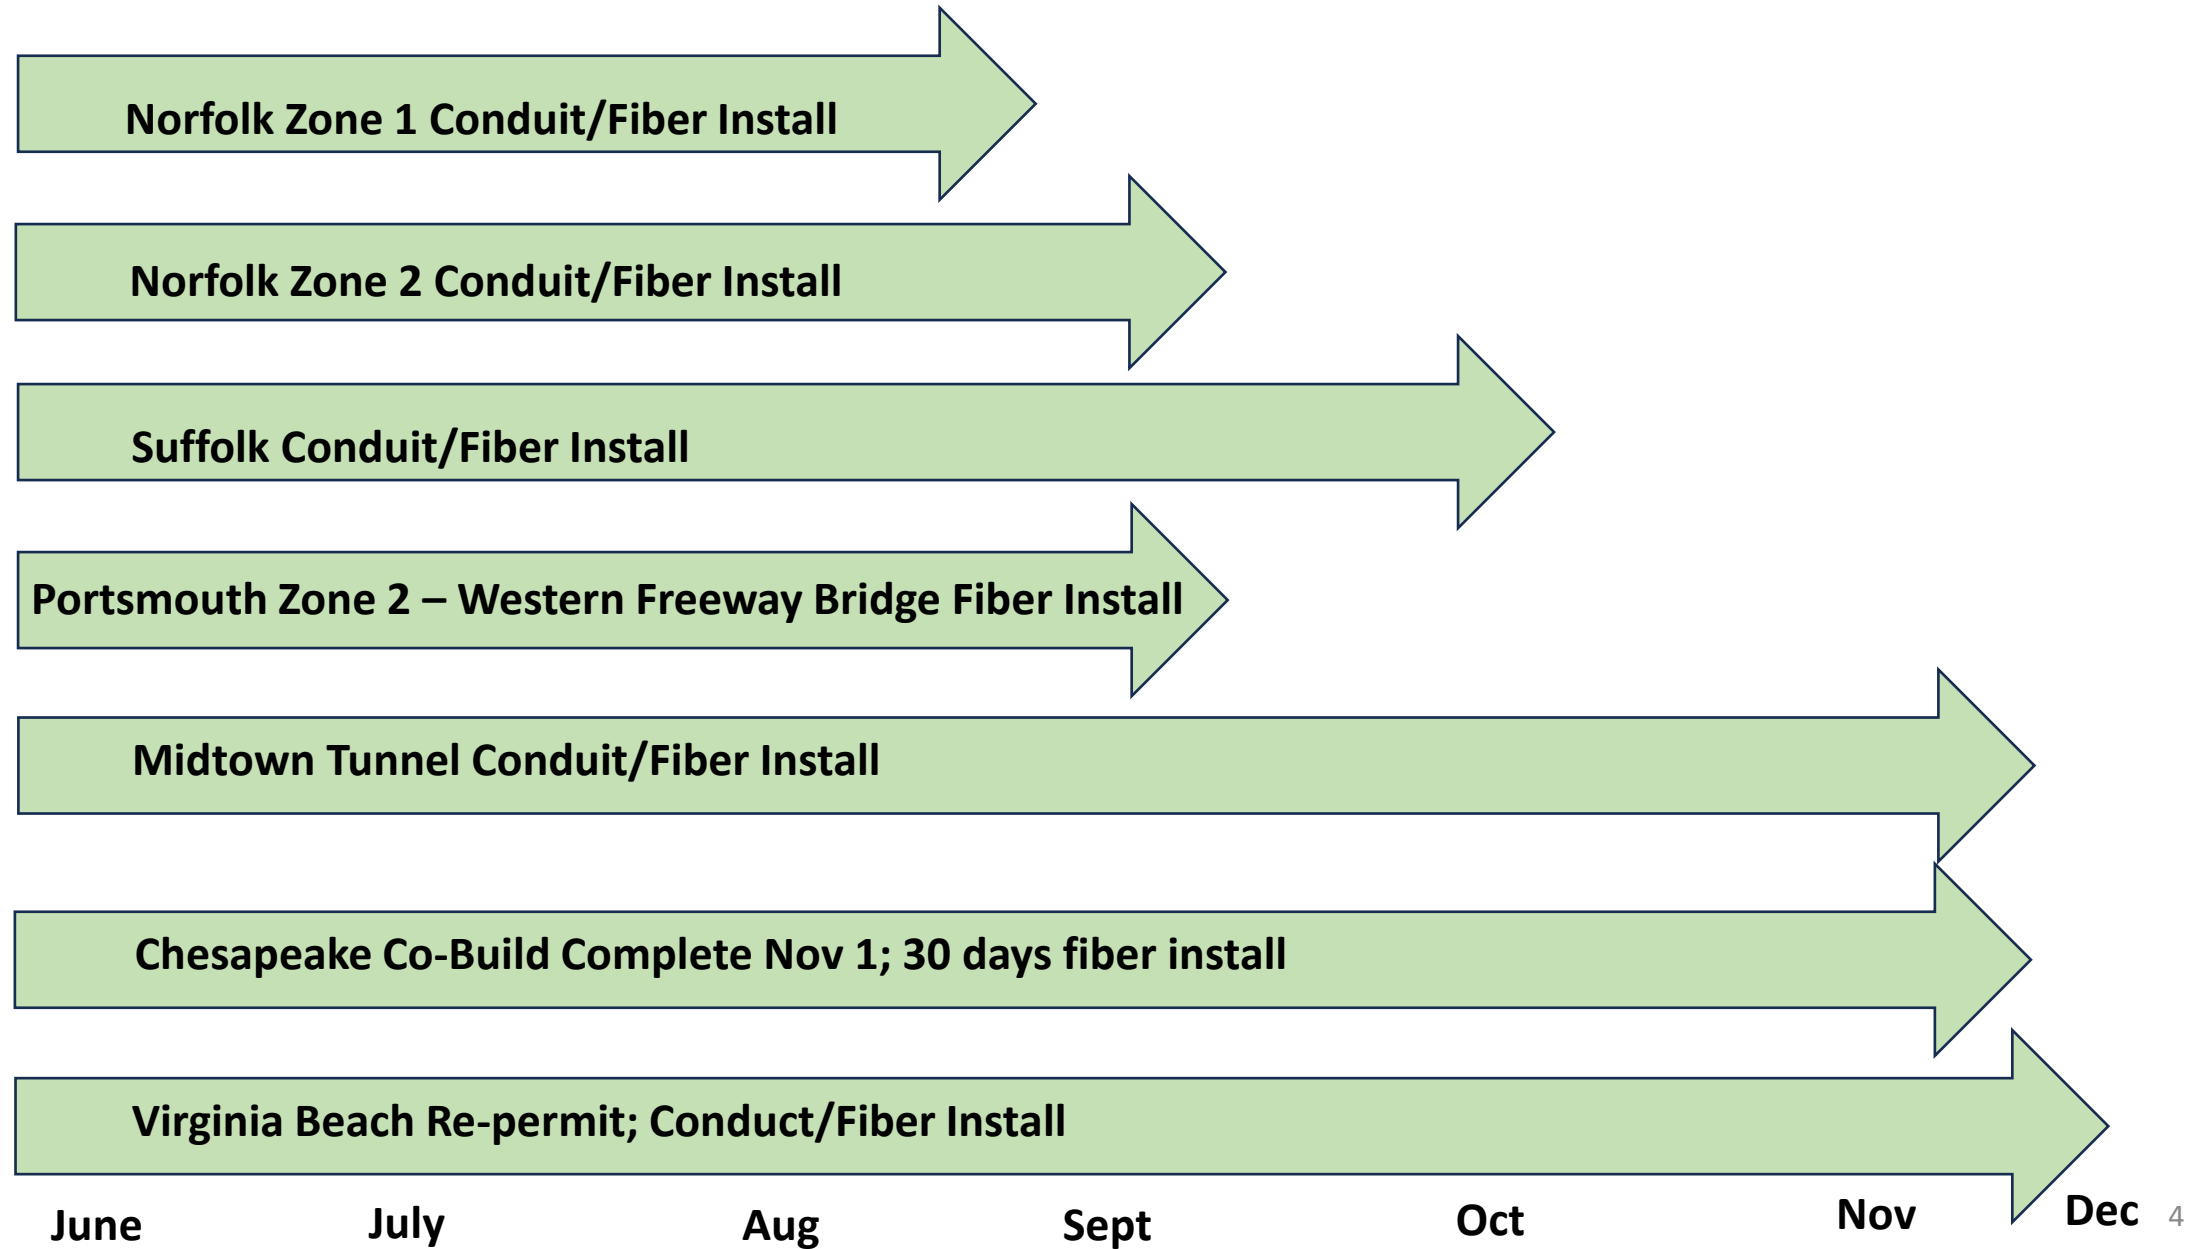 Norfolk Zone 1 Conduit/Fiber Install
Norfolk Zone 2 Conduit/Fiber Install
Suffolk Conduit/Fiber Install
Portsmouth Zone 2 – Western Freeway Bridge Fiber Install
Midtown Tunnel Conduit/Fiber Install
Chesapeake Co-Build Complete Nov 1; 30 days fiber install
Virginia Beach Re-permit; Conduct/Fiber Install
June July Aug Sept Oct Nov Dec 4